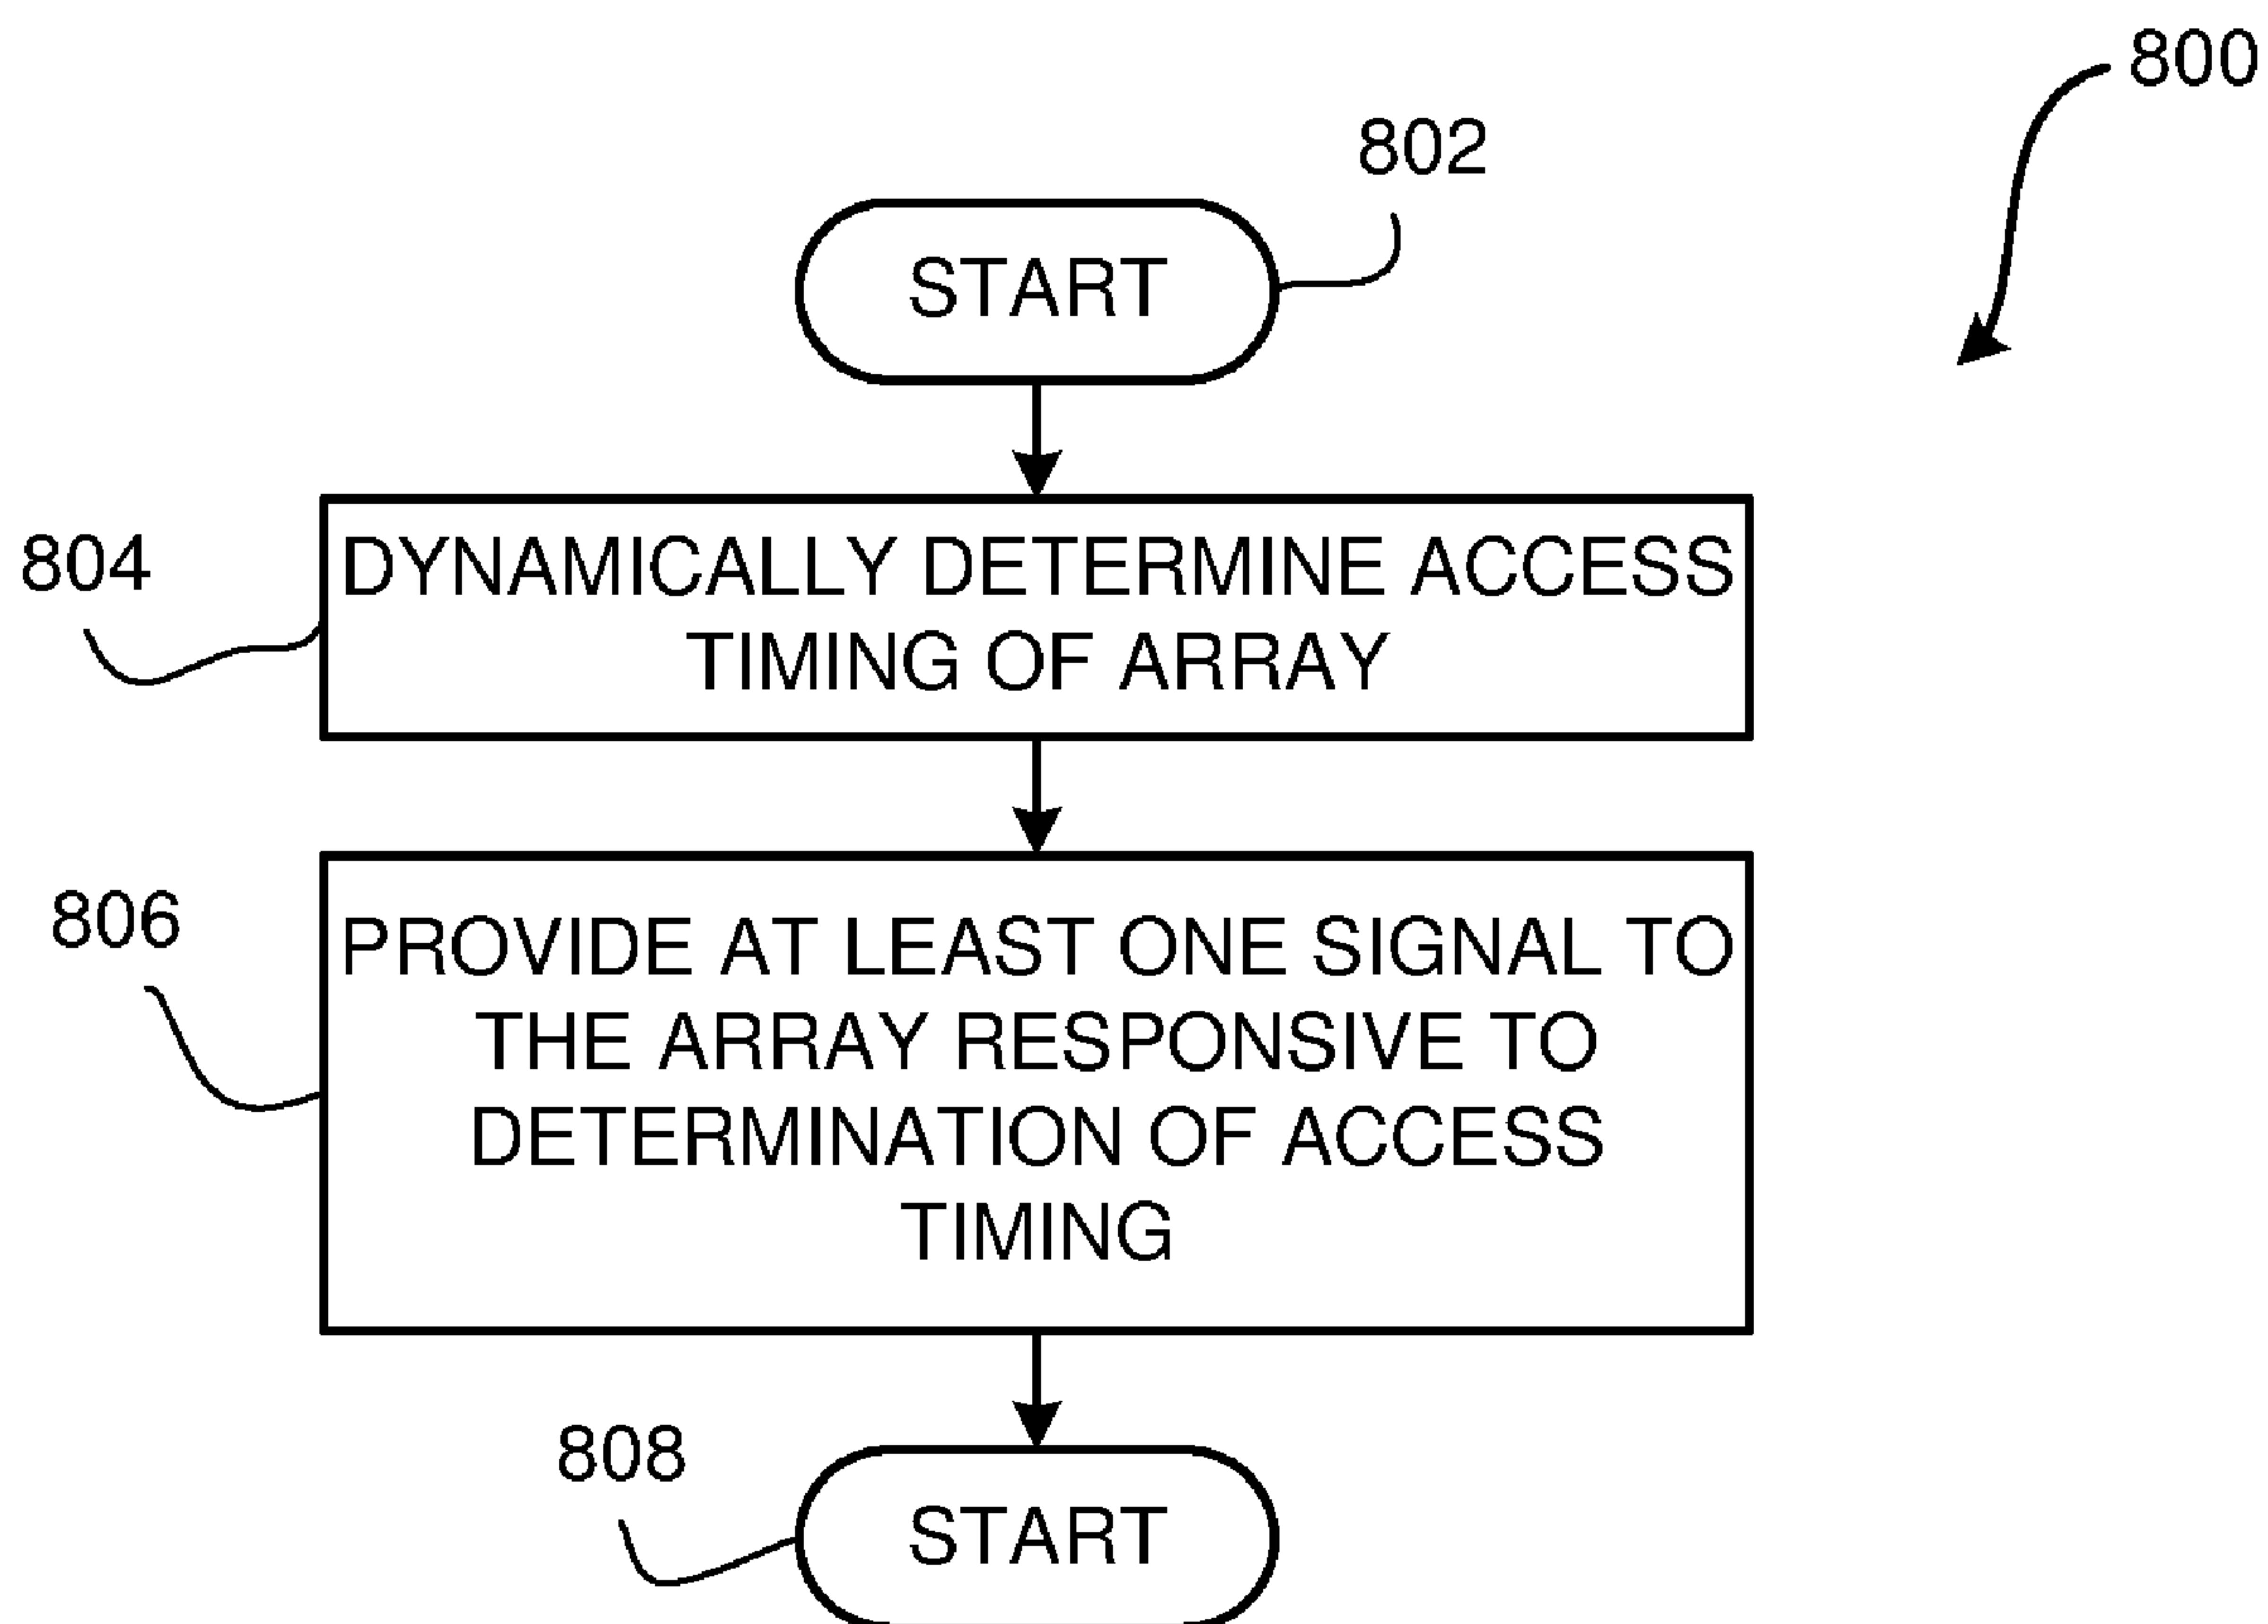 800
802
START
804
DYNAMICALLY DETERMINE ACCESS
TIMING OF ARRAY
806
PROVIDE AT LEAST ONE SIGNAL TO
THE ARRAY RESPONSIVE TO
DETERMINATION OF ACCESS
TIMING
808
START